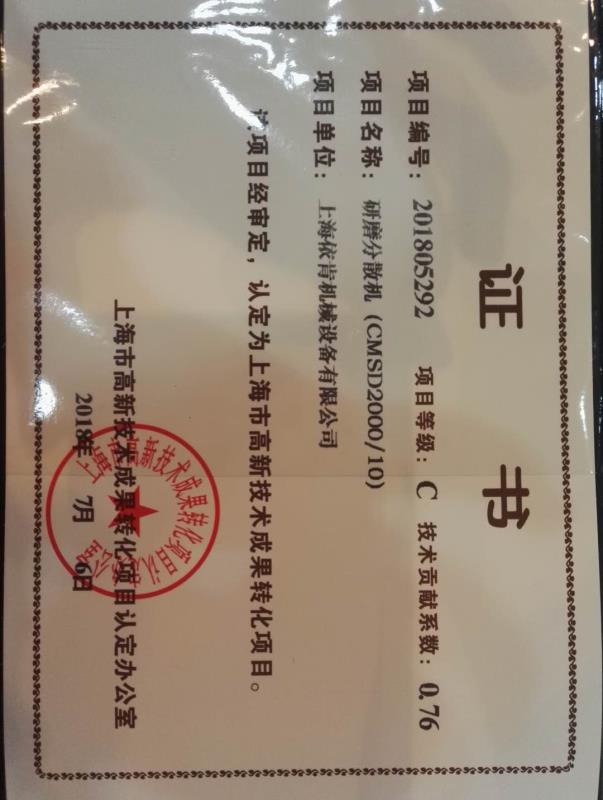 证 书
项目编号：201805292 项目等级：C 技术贡献系数：0.76
项目名称：研磨分散机（CMSD2000/10）
项目单位：上海依肯机械设备有限公司
该项目经审定，认定为上海市高新技术成果转化项目。
上海市高新技术成果转化项目认定办公室
2018年 7月 6日